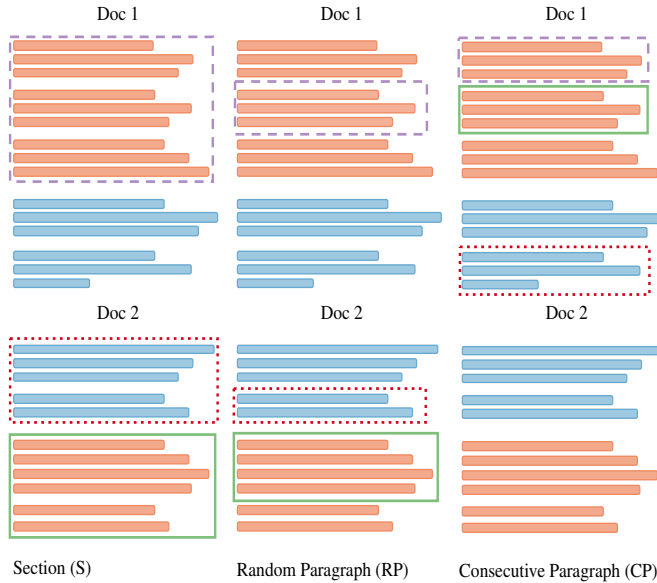 Doc 1 Doc 1 Doc 1
Doc 2 Doc 2 Doc 2
Section (S) Random Paragraph (RP) Consecutive Paragraph (CP)